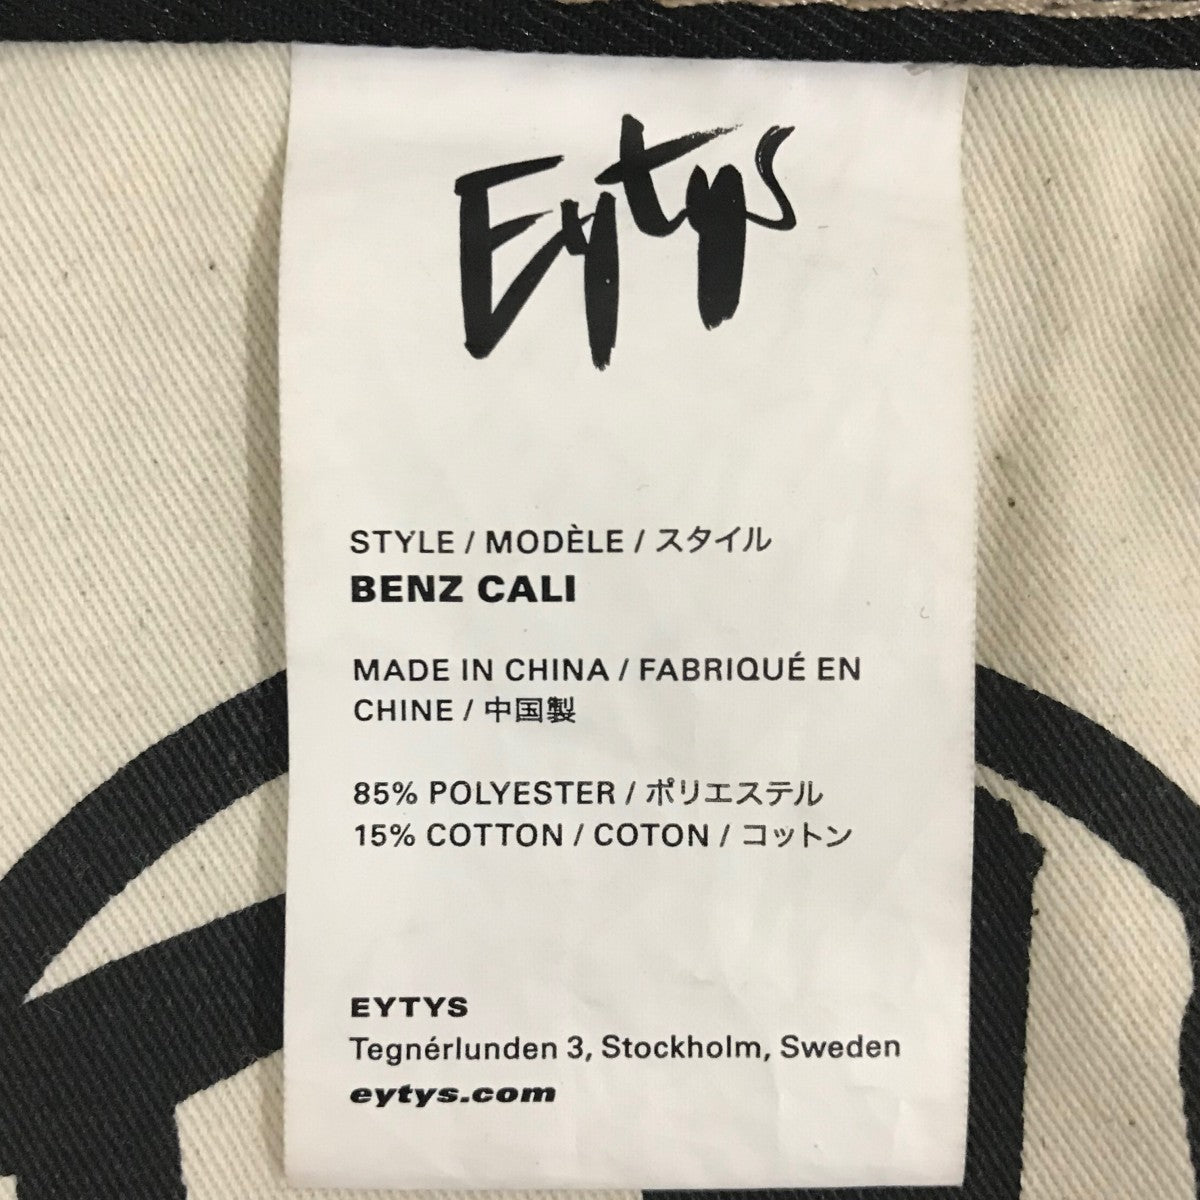 Eytys
STYLE / MODÈLE / スタイル
BENZ CALI
MADE IN CHINA / FABRIQUÉ EN
CHINE / 中国製
85% POLYESTER / ポリエステル
15% COTTON / COTON / コットン
EYTYS
Tegnérlunden 3, Stockholm, Sweden
eytys.com